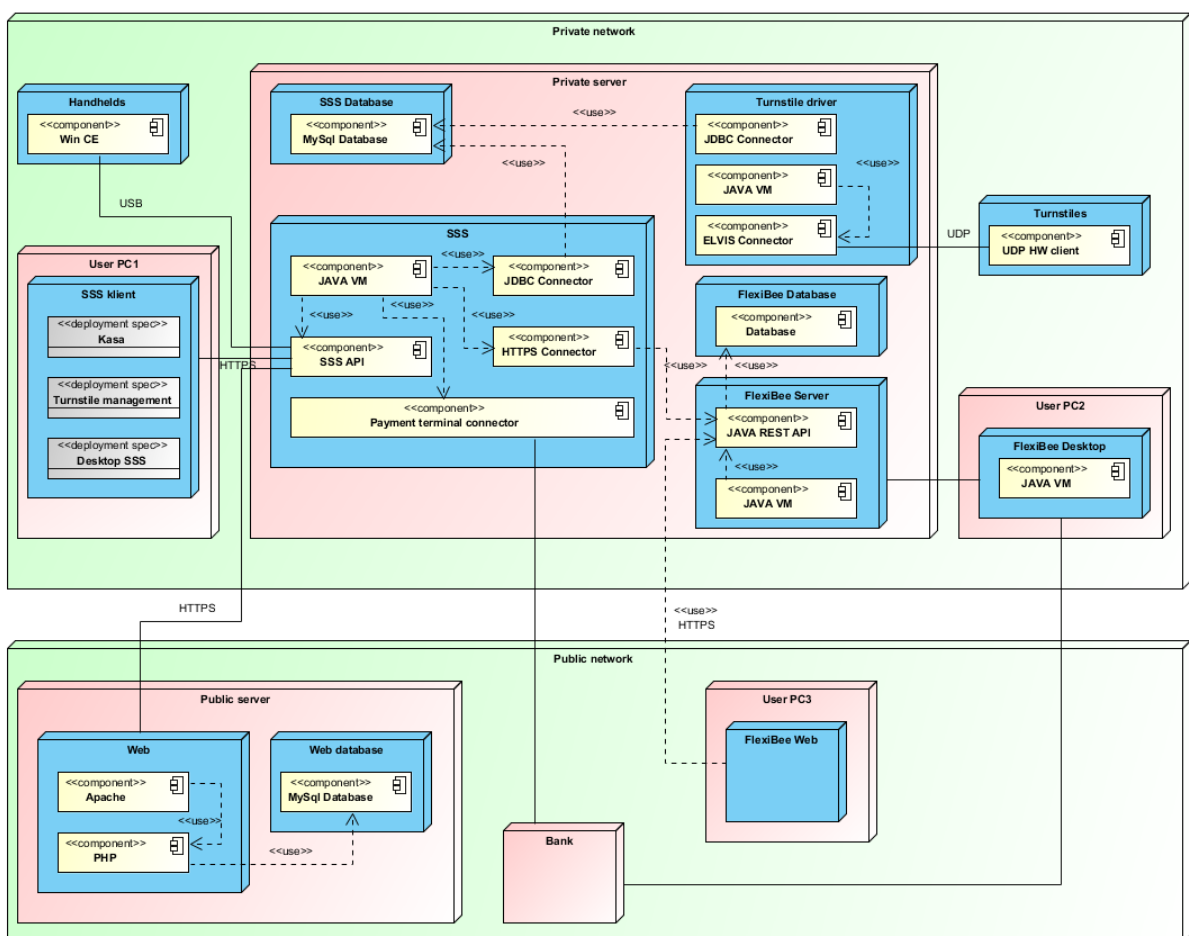 Private network
Private server
Handhelds
<<component>>
Win CE
USB
SSS Database
<<component>>
MySql Database
<<use>>
<<use>>
Turnstile driver
<<component>>
JDBC Connector
<<component>>
JAVA VM
<<use>>
<<component>>
ELVIS Connector
UDP
Turnstiles
<<component>>
UDP HW client
User PC1
SSS klient
<<deployment spec>>
Kasa
<<deployment spec>>
Turnstile management
<<deployment spec>>
Desktop SSS
HTTPS
SSS
<<component>>
JAVA VM
<<use>>
<<component>>
JDBC Connector
<<use>>
<<use>>
<<use>>
<<component>>
HTTPS Connector
<<component>>
SSS API
<<component>>
Payment terminal connector
FlexiBee Database
<<component>>
Database
<<use>>
<<use>>
FlexiBee Server
<<component>>
JAVA REST API
<<use>>
<<component>>
JAVA VM
User PC2
FlexiBee Desktop
<<component>>
JAVA VM
HTTPS
<<use>>
HTTPS
Public network
Public server
Web
<<component>>
Apache
<<use>>
<<component>>
PHP
<<use>>
Web database
<<component>>
MySql Database
Bank
User PC3
FlexiBee Web